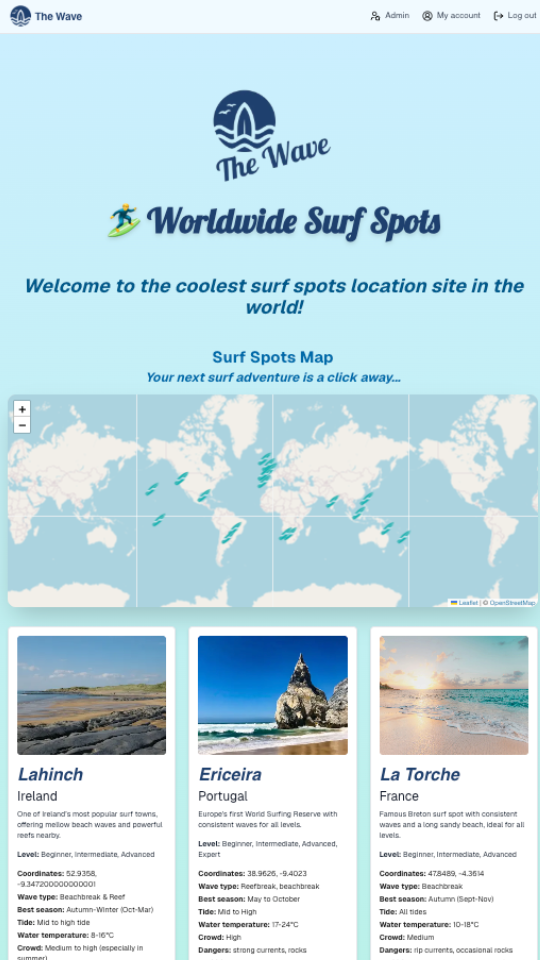 The Wave
Admin
My account
Log out
The Wave
Worldwide Surf Spots
Welcome to the coolest surf spots location site in the
world!
Surf Spots Map
Your next surf adventure is a click away...
+
−
Leaflet | © OpenStreetMap
Lahinch
Ireland
One of Ireland's most popular surf towns,
offering mellow beach waves and powerful
reefs nearby.
Level: Beginner, Intermediate, Advanced
Coordinates: 52.9358,
-9.347200000000001
Wave type: Beachbreak & Reef
Best season: Autumn-Winter (Oct-Mar)
Tide: Mid to high tide
Water temperature: 8-16°C
Crowd: Medium to high (especially in
summer)
Ericeira
Portugal
Europe's first World Surfing Reserve with
consistent waves for all levels.
Level: Beginner, Intermediate, Advanced,
Expert
Coordinates: 38.9626, -9.4023
Wave type: Reefbreak, beachbreak
Best season: May to October
Tide: Mid to High
Water temperature: 17-24°C
Crowd: High
Dangers: strong currents, rocks
La Torche
France
Famous Breton surf spot with consistent
waves and a long sandy beach, ideal for all
levels.
Level: Beginner, Intermediate, Advanced
Coordinates: 47.8489, -4.3614
Wave type: Beachbreak
Best season: Autumn (Sept-Nov)
Tide: All tides
Water temperature: 10-18°C
Crowd: Medium
Dangers: rip currents, occasional rocks